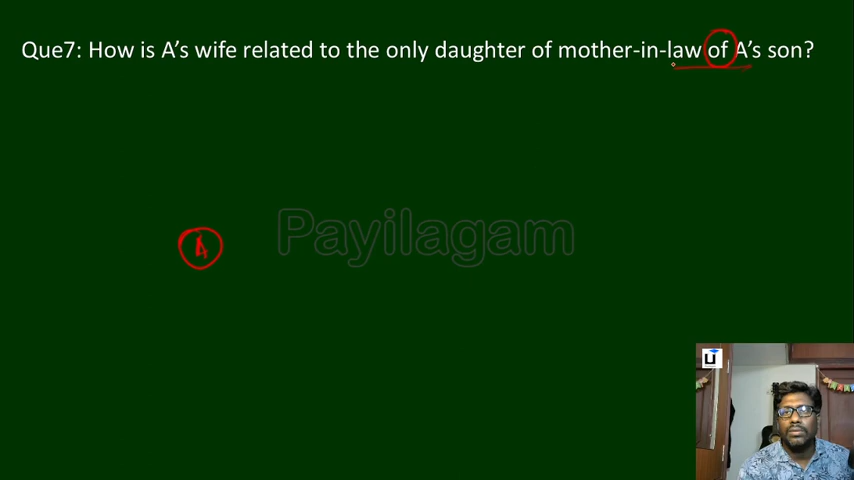 Que7: How is A's wife related to the only daughter of mother-in-law of A's son?
Payilagam
A